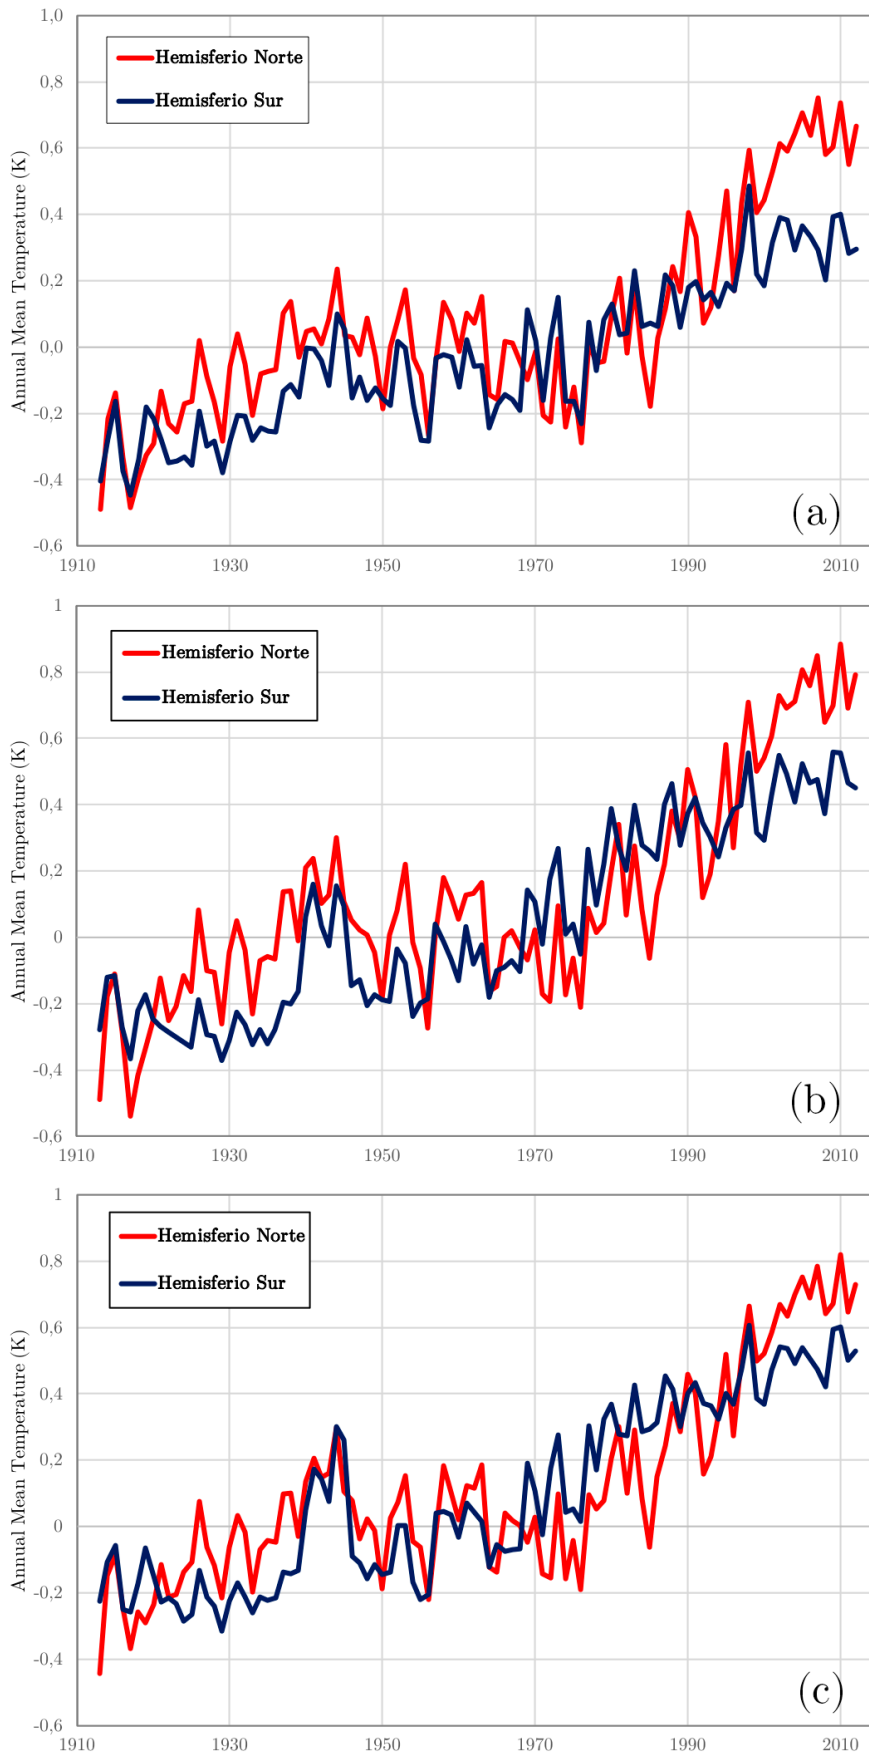 1,0
Hemisferio Norte
0,8
Hemisferio Sur
0,6
0,4
0,2
0,0
-0,2
-0,4
-0,6
Annual Mean Temperature (K)
(a)
1910 1930 1950 1970 1990 2010
1
Hemisferio Norte
0,8
Hemisferio Sur
0,6
0,4
0,2
0
-0,2
-0,4
-0,6
Annual Mean Temperature (K)
(b)
1910 1930 1950 1970 1990 2010
1
Hemisferio Norte
0,8
Hemisferio Sur
0,6
0,4
0,2
0
-0,2
-0,4
-0,6
Annual Mean Temperature (K)
(c)
1910 1930 1950 1970 1990 2010